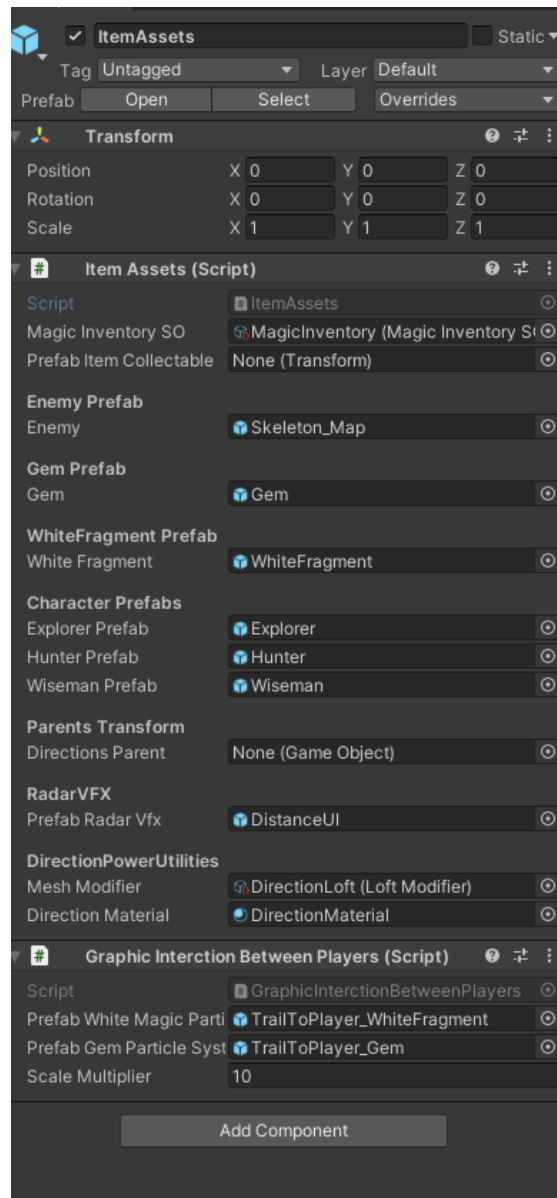 ItemAssets Static
Tag Untagged Layer Default
Prefab Open Select Overrides
Transform
Position X 0 Y 0 Z 0
Rotation X 0 Y 0 Z 0
Scale X 1 Y 1 Z 1
# Item Assets (Script)
Script # ItemAssets
Magic Inventory SO MagicInventory (Magic Inventory S
Prefab Item Collectable None (Transform)
Enemy Prefab
Enemy Skeleton_Map
Gem Prefab
Gem Gem
WhiteFragment Prefab
White Fragment WhiteFragment
Character Prefabs
Explorer Prefab Explorer
Hunter Prefab Hunter
Wiseman Prefab Wiseman
Parents Transform
Directions Parent None (Game Object)
RadarVFX
Prefab Radar Vfx DistanceUI
DirectionPowerUtilities
Mesh Modifier DirectionLoft (Loft Modifier)
Direction Material DirectionMaterial
# Graphic Interction Between Players (Script)
Script # GraphicInterctionBetweenPlayers
Prefab White Magic Parti TrailToPlayer_WhiteFragment
Prefab Gem Particle Syst TrailToPlayer_Gem
Scale Multiplier 10
Add Component